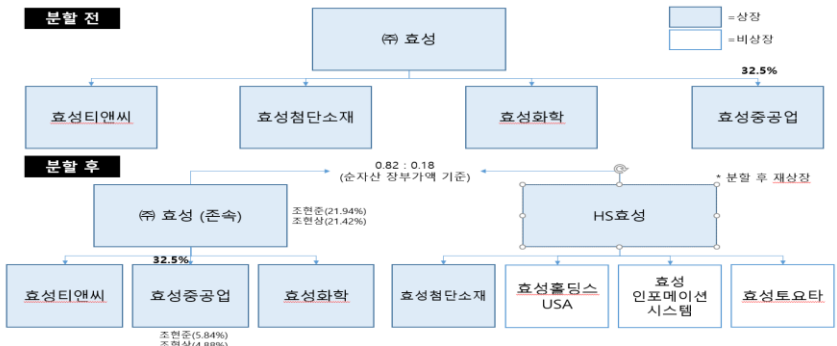 분할 전
㈜ 효성
=상장
=비상장
32.5%
효성티앤씨
효성첨단소재
효성화학
효성중공업
분할 후
0.82 : 0.18
(순자산 장부가액 기준)
* 분할 후 재상장
㈜ 효성 (존속)
조현준(21.94%)
조현상(21.42%)
HS효성
32.5%
효성티앤씨
효성중공업
효성화학
효성첨단소재
효성홀딩스
USA
효성
인포메이션
시스템
효성토요타
조현준(5.84%)
조현상(4.88%)